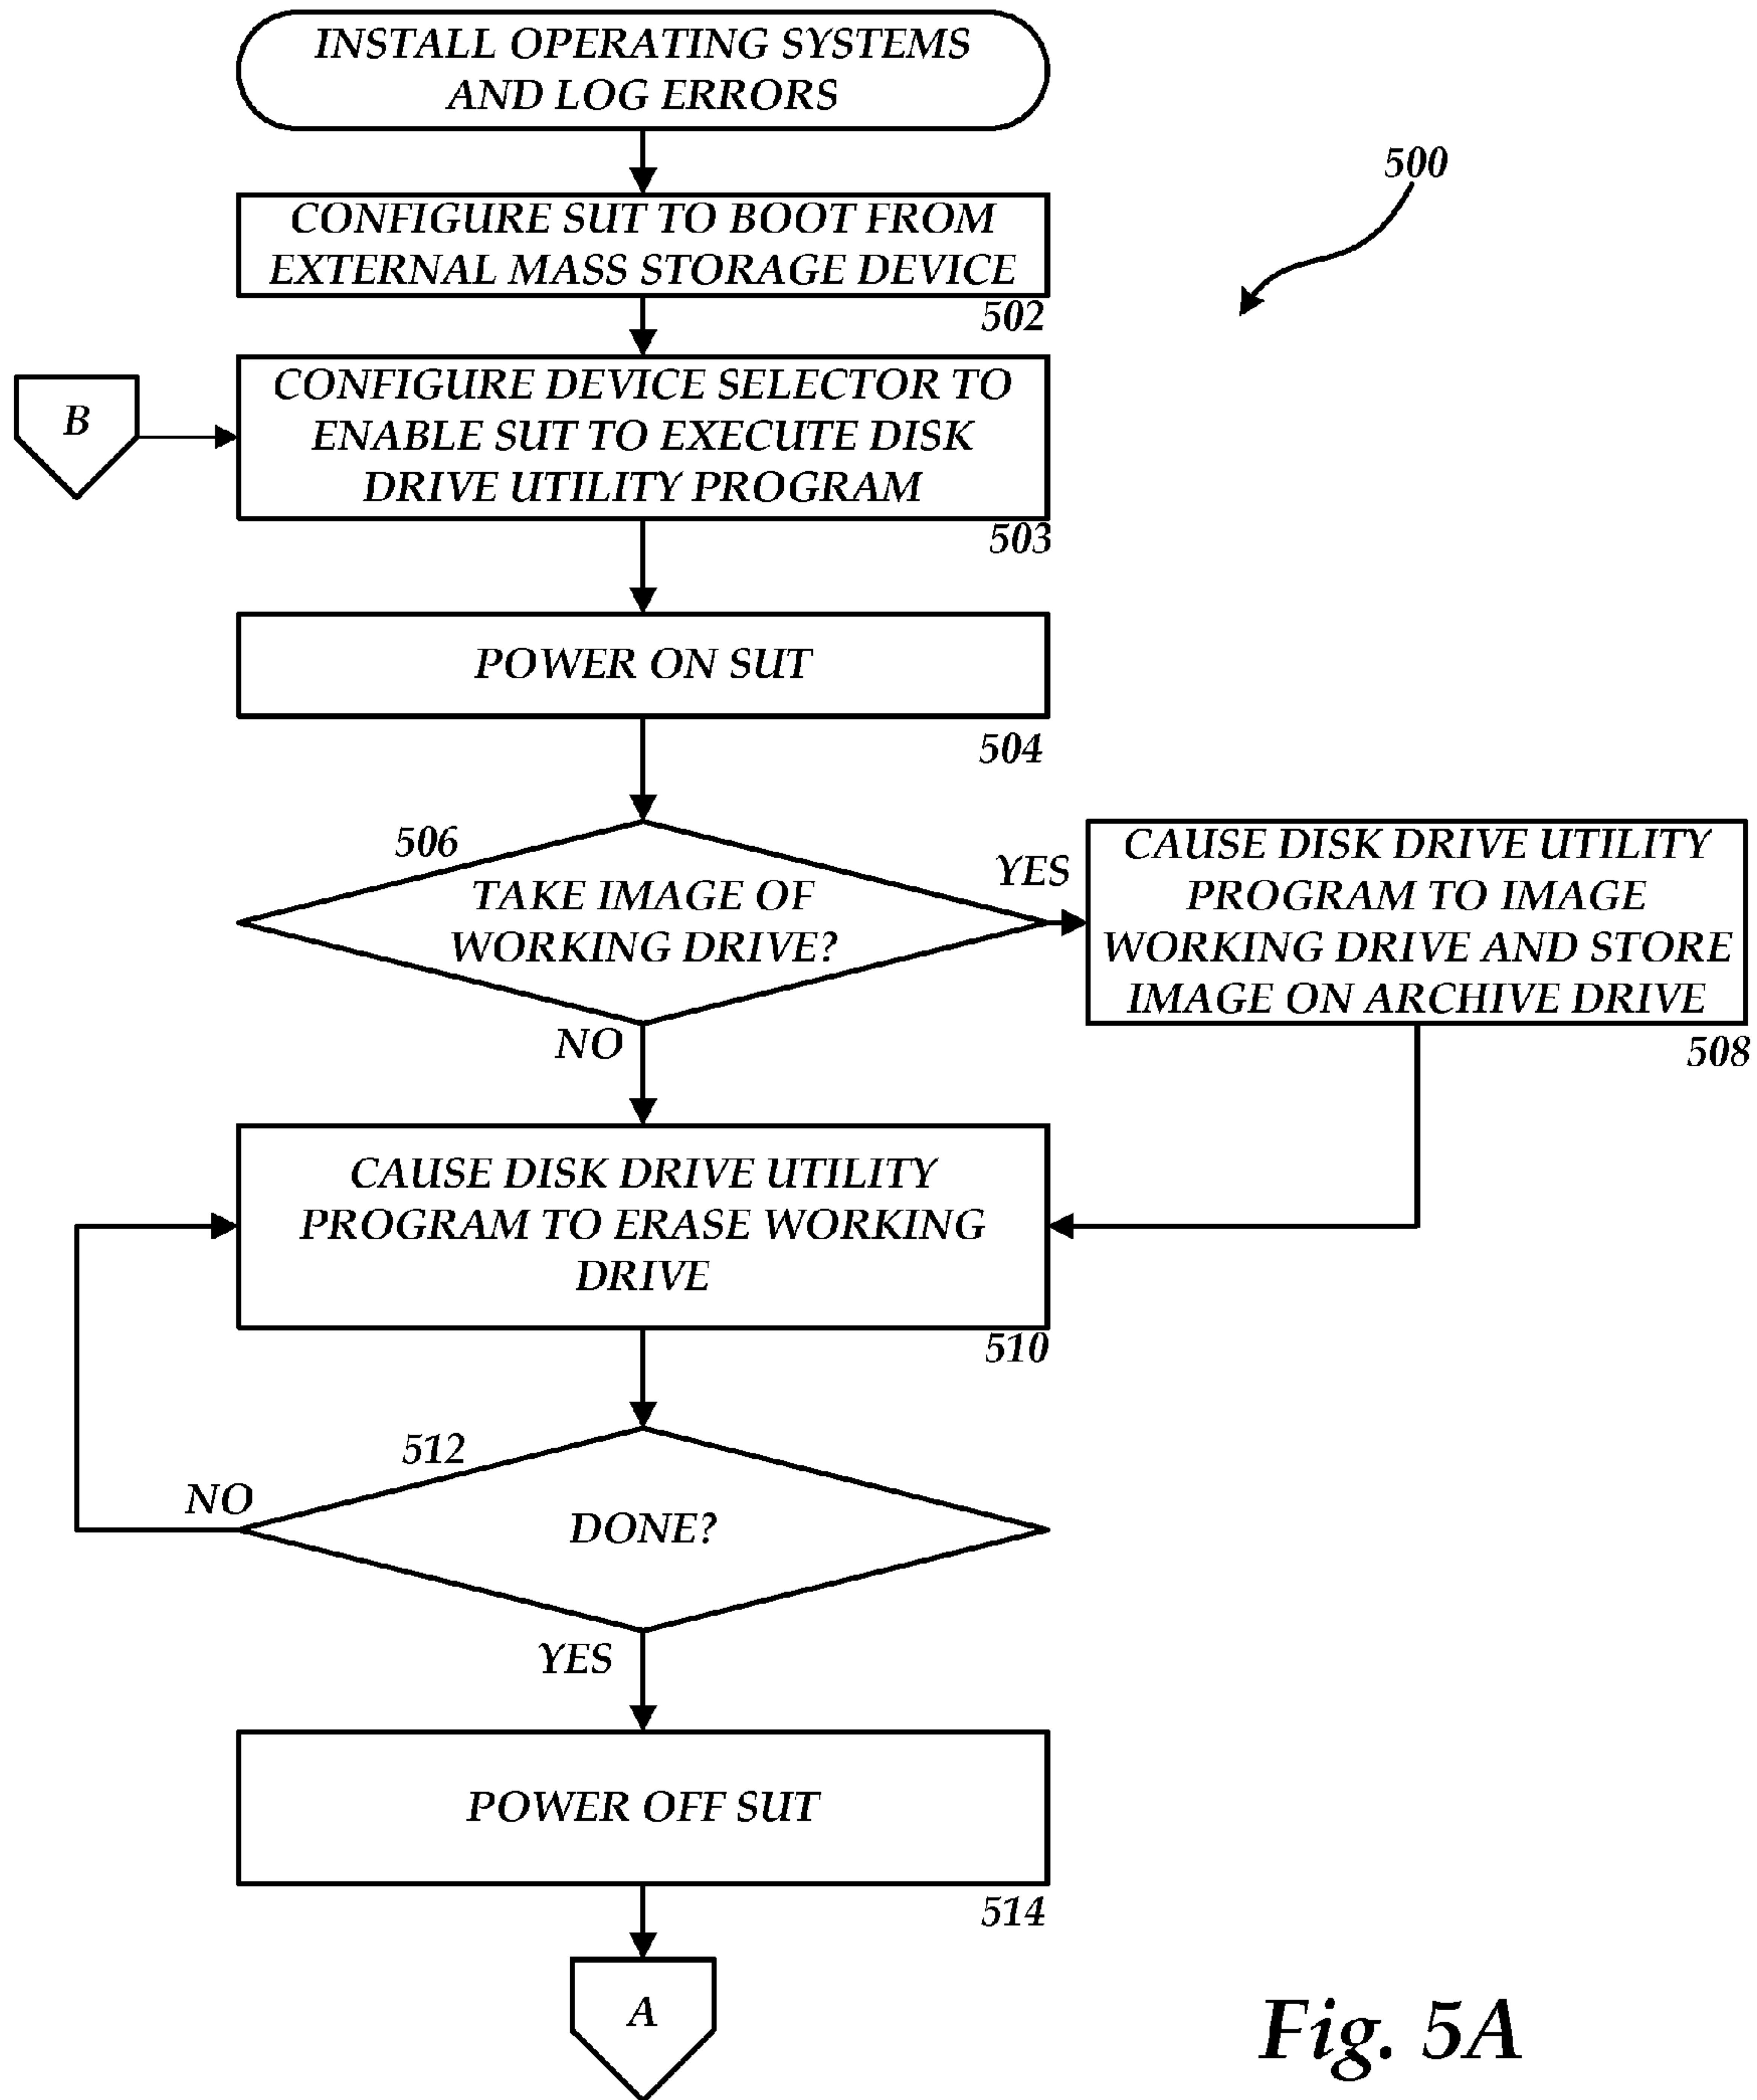 INSTALL OPERATING SYSTEMS
AND LOG ERRORS
500
CONFIGURE SUT TO BOOT FROM
EXTERNAL MASS STORAGE DEVICE
502
B
CONFIGURE DEVICE SELECTOR TO
ENABLE SUT TO EXECUTE DISK
DRIVE UTILITY PROGRAM
503
POWER ON SUT
504
506
TAKE IMAGE OF
WORKING DRIVE?
YES
CAUSE DISK DRIVE UTILITY
PROGRAM TO IMAGE
WORKING DRIVE AND STORE
IMAGE ON ARCHIVE DRIVE
508
NO
CAUSE DISK DRIVE UTILITY
PROGRAM TO ERASE WORKING
DRIVE
510
512
NO
DONE?
YES
POWER OFF SUT
514
A
Fig. 5A